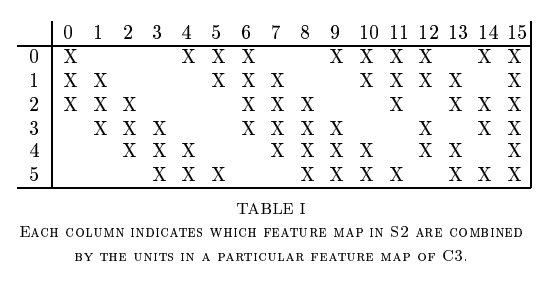 0 1 2 3 4 5 6 7 8 9 10 11 12 13 14 15
0 X X X X X X X X X X
1 X X X X X X X X X X
2 X X X X X X X X X X
3 X X X X X X X X X X
4 X X X X X X X X X X
5 X X X X X X X X X X
TABLE I
EACH COLUMN INDICATES WHICH FEATURE MAP IN S2 ARE COMBINED
BY THE UNITS IN A PARTICULAR FEATURE MAP OF C3.